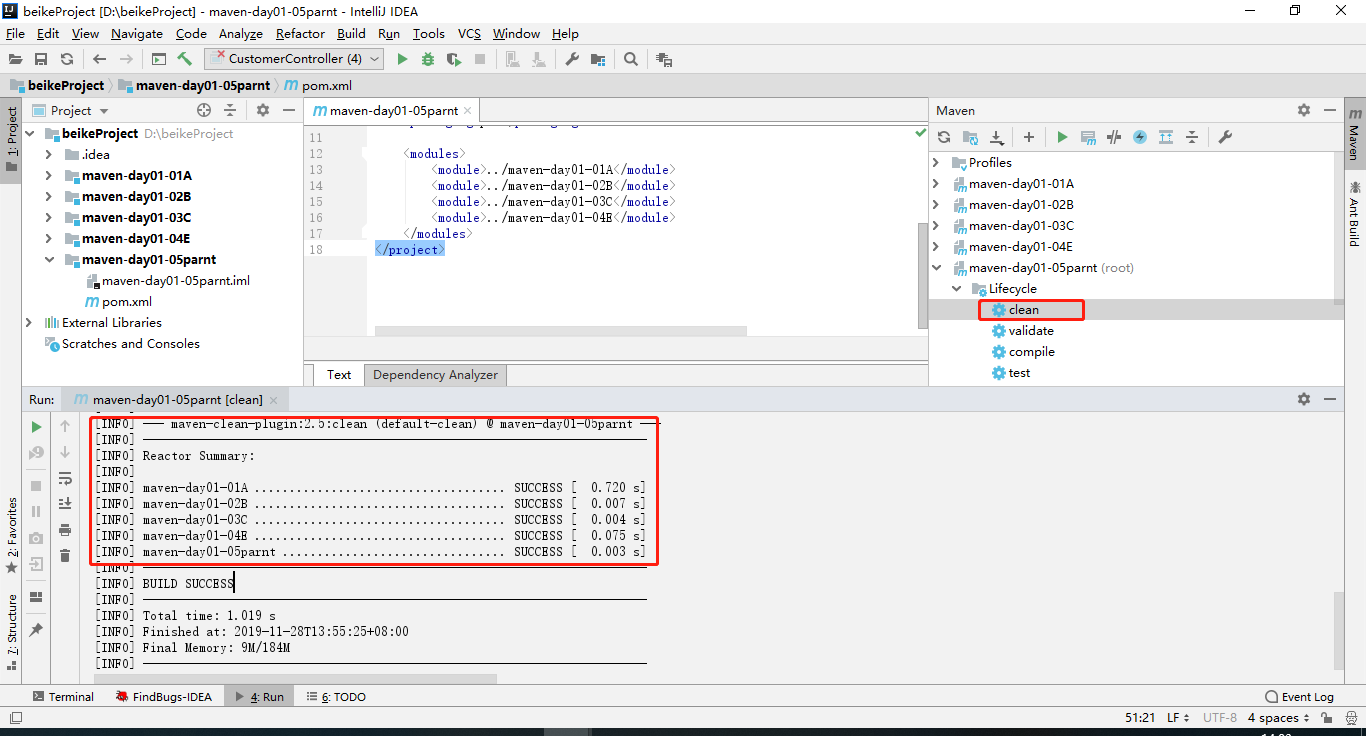 beikeProject [D:\beikeProject] - maven-day01-05parnt - IntelliJ IDEA
File Edit View Navigate Code Analyze Refactor Build Run Tools VCS Window Help
CustomerController (4)
beikeProject maven-day01-05parnt pom.xml
1: Project
Project
beikeProject D:\beikeProject
.idea
maven-day01-01A
maven-day01-02B
maven-day01-03C
maven-day01-04E
maven-day01-05parnt
maven-day01-05parnt.iml
pom.xml
External Libraries
Scratches and Consoles
maven-day01-05parnt
11
12 <modules>
13 <module>../maven-day01-01A</module>
14 <module>../maven-day01-02B</module>
15 <module>../maven-day01-03C</module>
16 <module>../maven-day01-04E</module>
17 </modules>
18 </project>
Text Dependency Analyzer
Maven
Profiles
maven-day01-01A
maven-day01-02B
maven-day01-03C
maven-day01-04E
maven-day01-05parnt (root)
Lifecycle
clean
validate
compile
test
Maven
Ant Build
Run: maven-day01-05parnt [clean]
[INFO] --- maven-clean-plugin:2.5:clean (default-clean) @ maven-day01-05parnt ---
[INFO] ------------------------------------------------------------------------
[INFO] Reactor Summary:
[INFO]
[INFO] maven-day01-01A .................................... SUCCESS [  0.720 s]
[INFO] maven-day01-02B .................................... SUCCESS [  0.007 s]
[INFO] maven-day01-03C .................................... SUCCESS [  0.004 s]
[INFO] maven-day01-04E .................................... SUCCESS [  0.075 s]
[INFO] maven-day01-05parnt ................................ SUCCESS [  0.003 s]
[INFO] ------------------------------------------------------------------------
[INFO] BUILD SUCCESS
[INFO] ------------------------------------------------------------------------
[INFO] Total time: 1.019 s
[INFO] Finished at: 2019-11-28T13:55:25+08:00
[INFO] Final Memory: 9M/184M
[INFO] ------------------------------------------------------------------------
2: Favorites
7: Structure
Terminal FindBugs-IDEA 4: Run 6: TODO Event Log
51:21 LF UTF-8 4 spaces